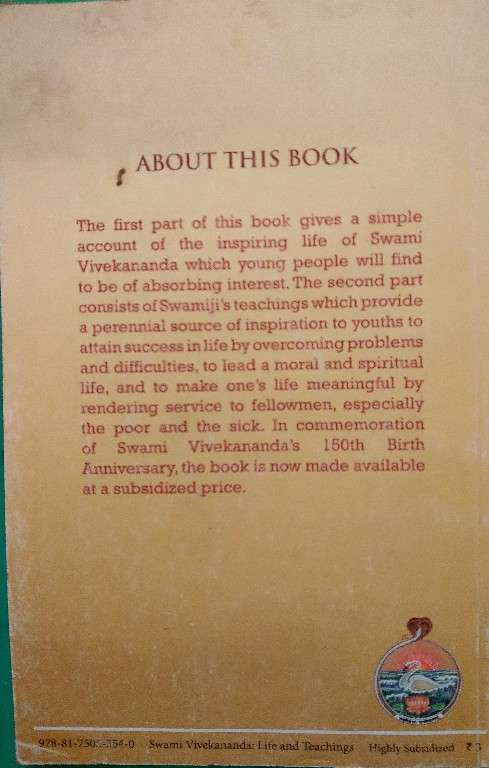 ABOUT THIS BOOK
The first part of this book gives a simple
account of the inspiring life of Swami
Vivekananda which young people will find
to be of absorbing interest. The second part
consists of Swamiji's teachings which provide
a perennial source of inspiration to youths to
attain success in life by overcoming problems
and difficulties, to lead a moral and spiritual
life, and to make one's life meaningful by
rendering service to fellowmen, especially
the poor and the sick. In commemoration
of Swami Vivekananda's 150th Birth
Anniversary, the book is now made available
at a subsidized price.
Swami Vivekananda: Life and Teachings Highly Subsidized ₹